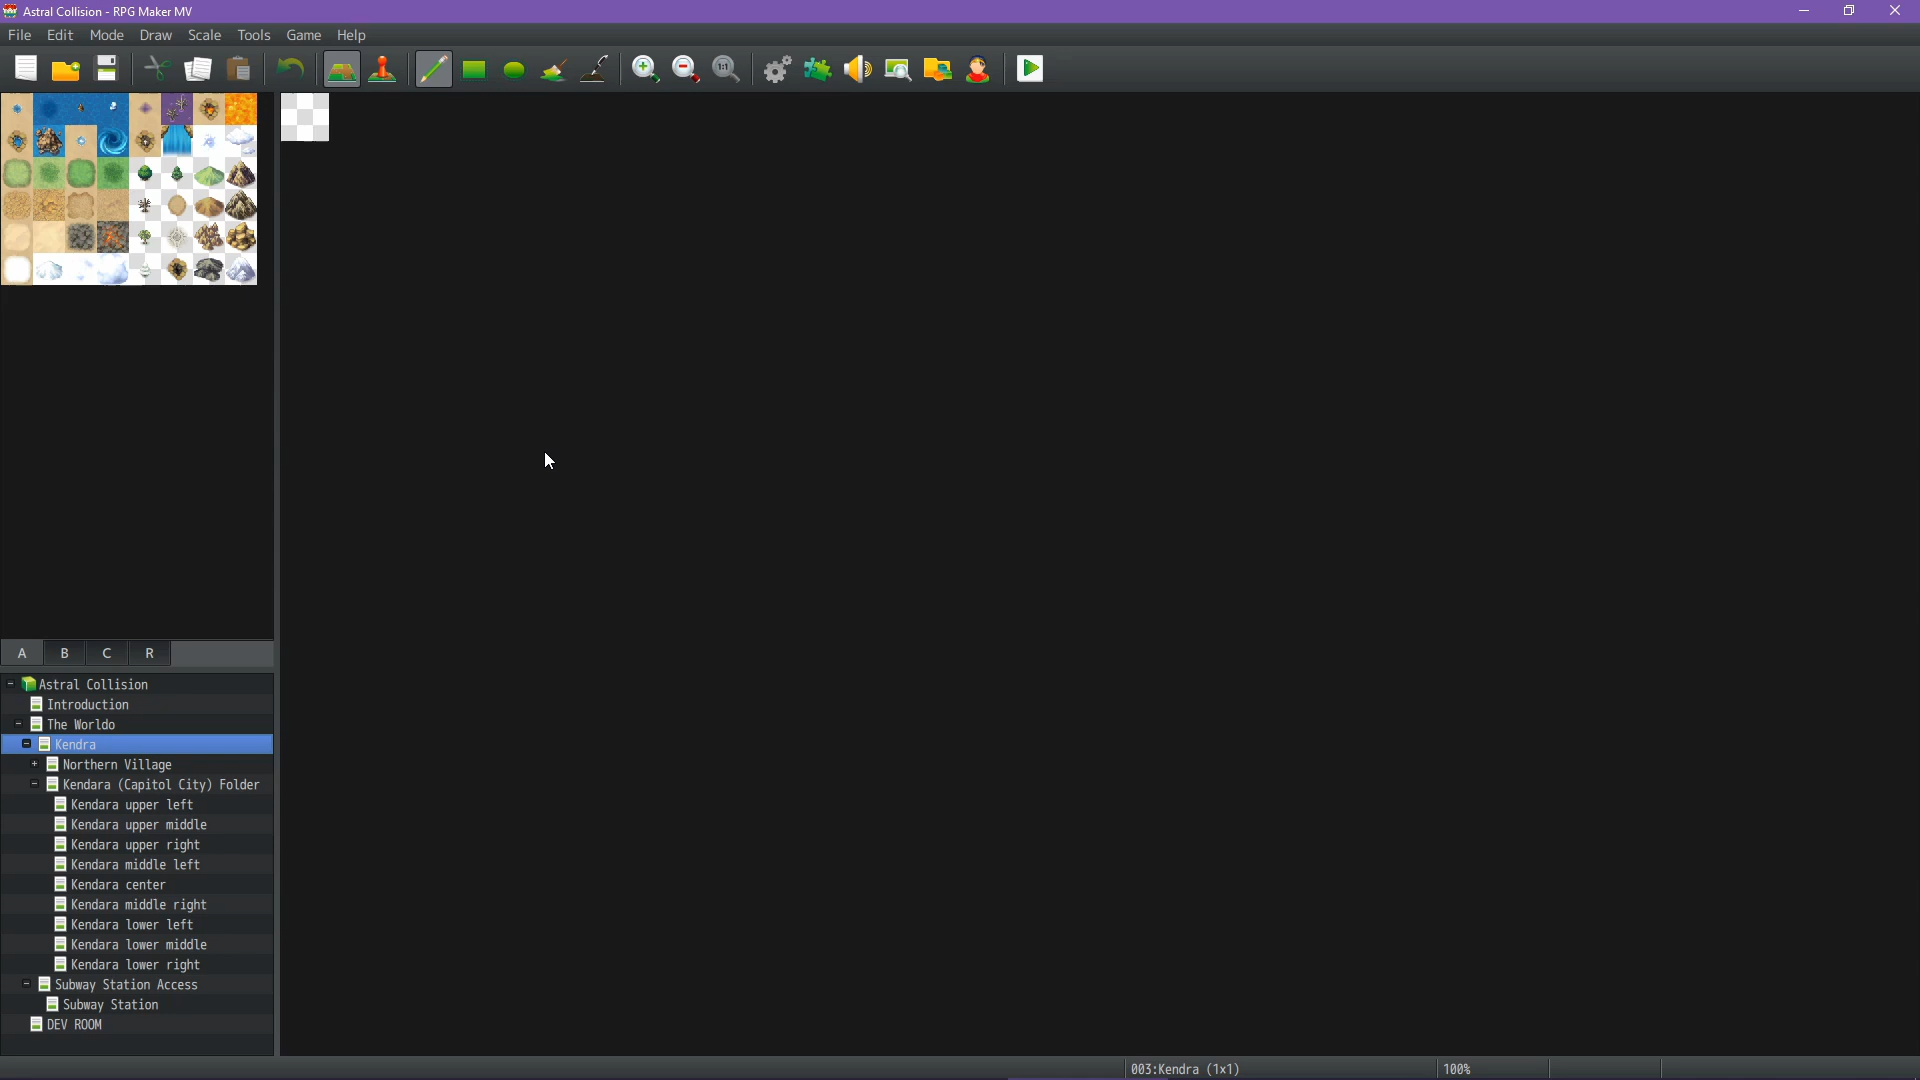 Astral Collision - RPG Maker MV
File Edit Mode Draw Scale Tools Game Help
1:1
A B C R
Astral Collision
Introduction
The Worldo
Kendra
Northern Village
Kendara (Capitol City) Folder
Kendara upper left
Kendara upper middle
Kendara upper right
Kendara middle left
Kendara center
Kendara middle right
Kendara lower left
Kendara lower middle
Kendara lower right
Subway Station Access
Subway Station
DEV ROOM
003:Kendra (1x1) 100%